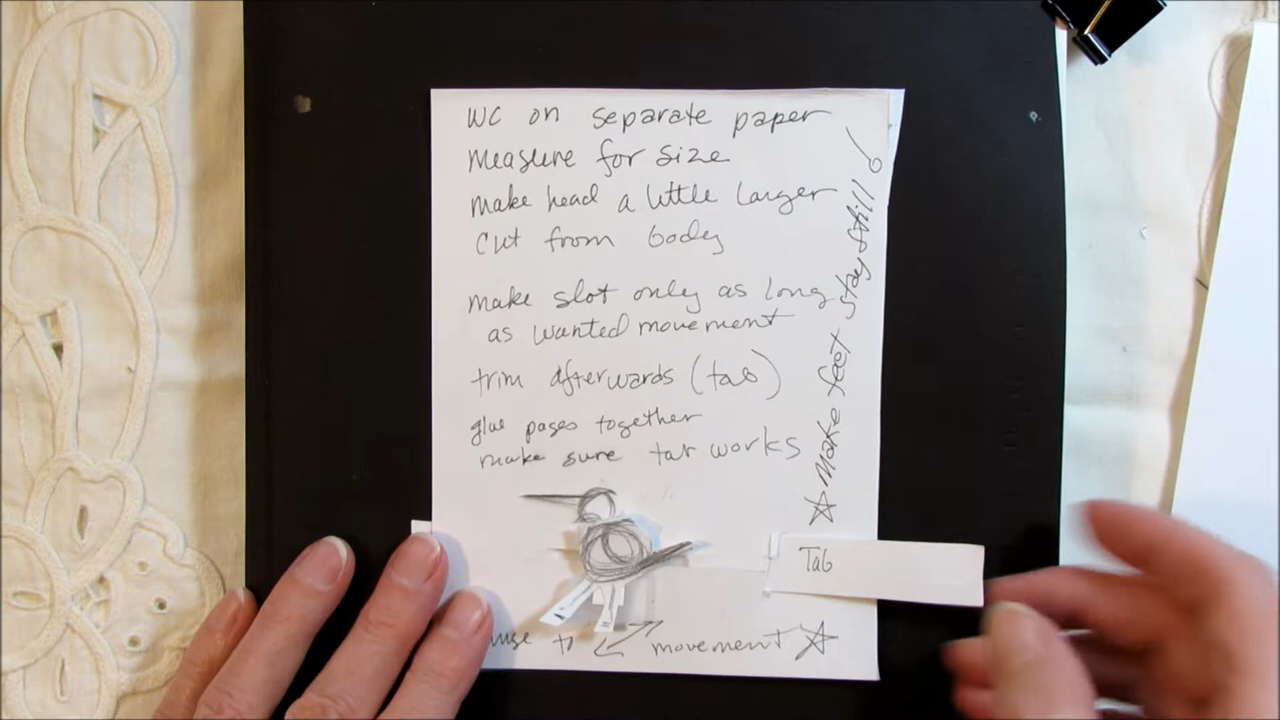 WC on separate paper
measure for size
make head a little larger
cut from body
make slot only as long
as wanted movement
trim afterwards (tab)
glue pages together
make sure tab works
☆ Make feet stay still!
Tab
movement ☆